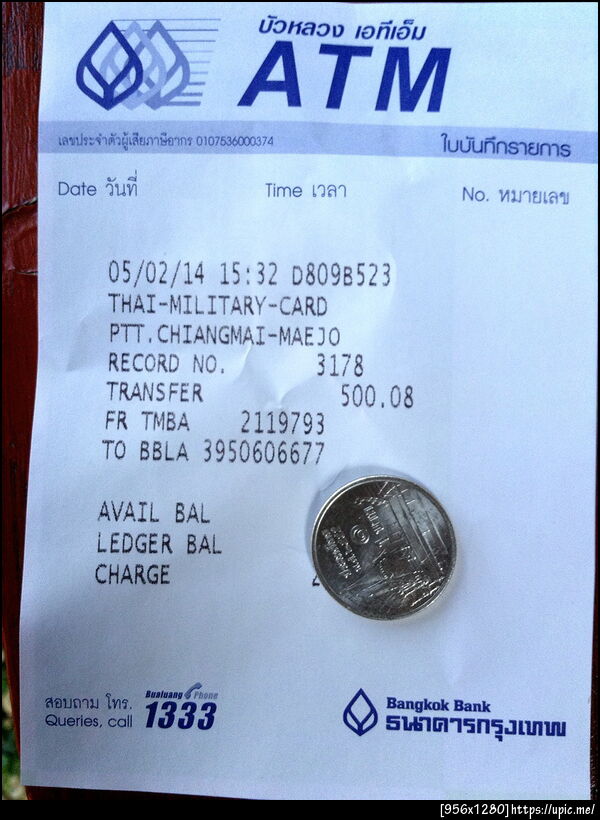 บัวหลวง เอทีเอ็ม
ATM
เลขประจำตัวผู้เสียภาษีอากร 0107536000374
ใบบันทึกรายการ
Date วันที่ Time เวลา No. หมายเลข
05/02/14 15:32 D809B523
THAI-MILITARY-CARD
PTT.CHIANGMAI-MAEJO
RECORD NO. 3178
TRANSFER 500.08
FR TMBA 2119793
TO BBLA 3950606677
AVAIL BAL
LEDGER BAL
CHARGE
สอบถาม โทร.
Queries, call
Bualuang Phone
1333
Bangkok Bank
ธนาคารกรุงเทพ
[956x1280]https://upic.me/